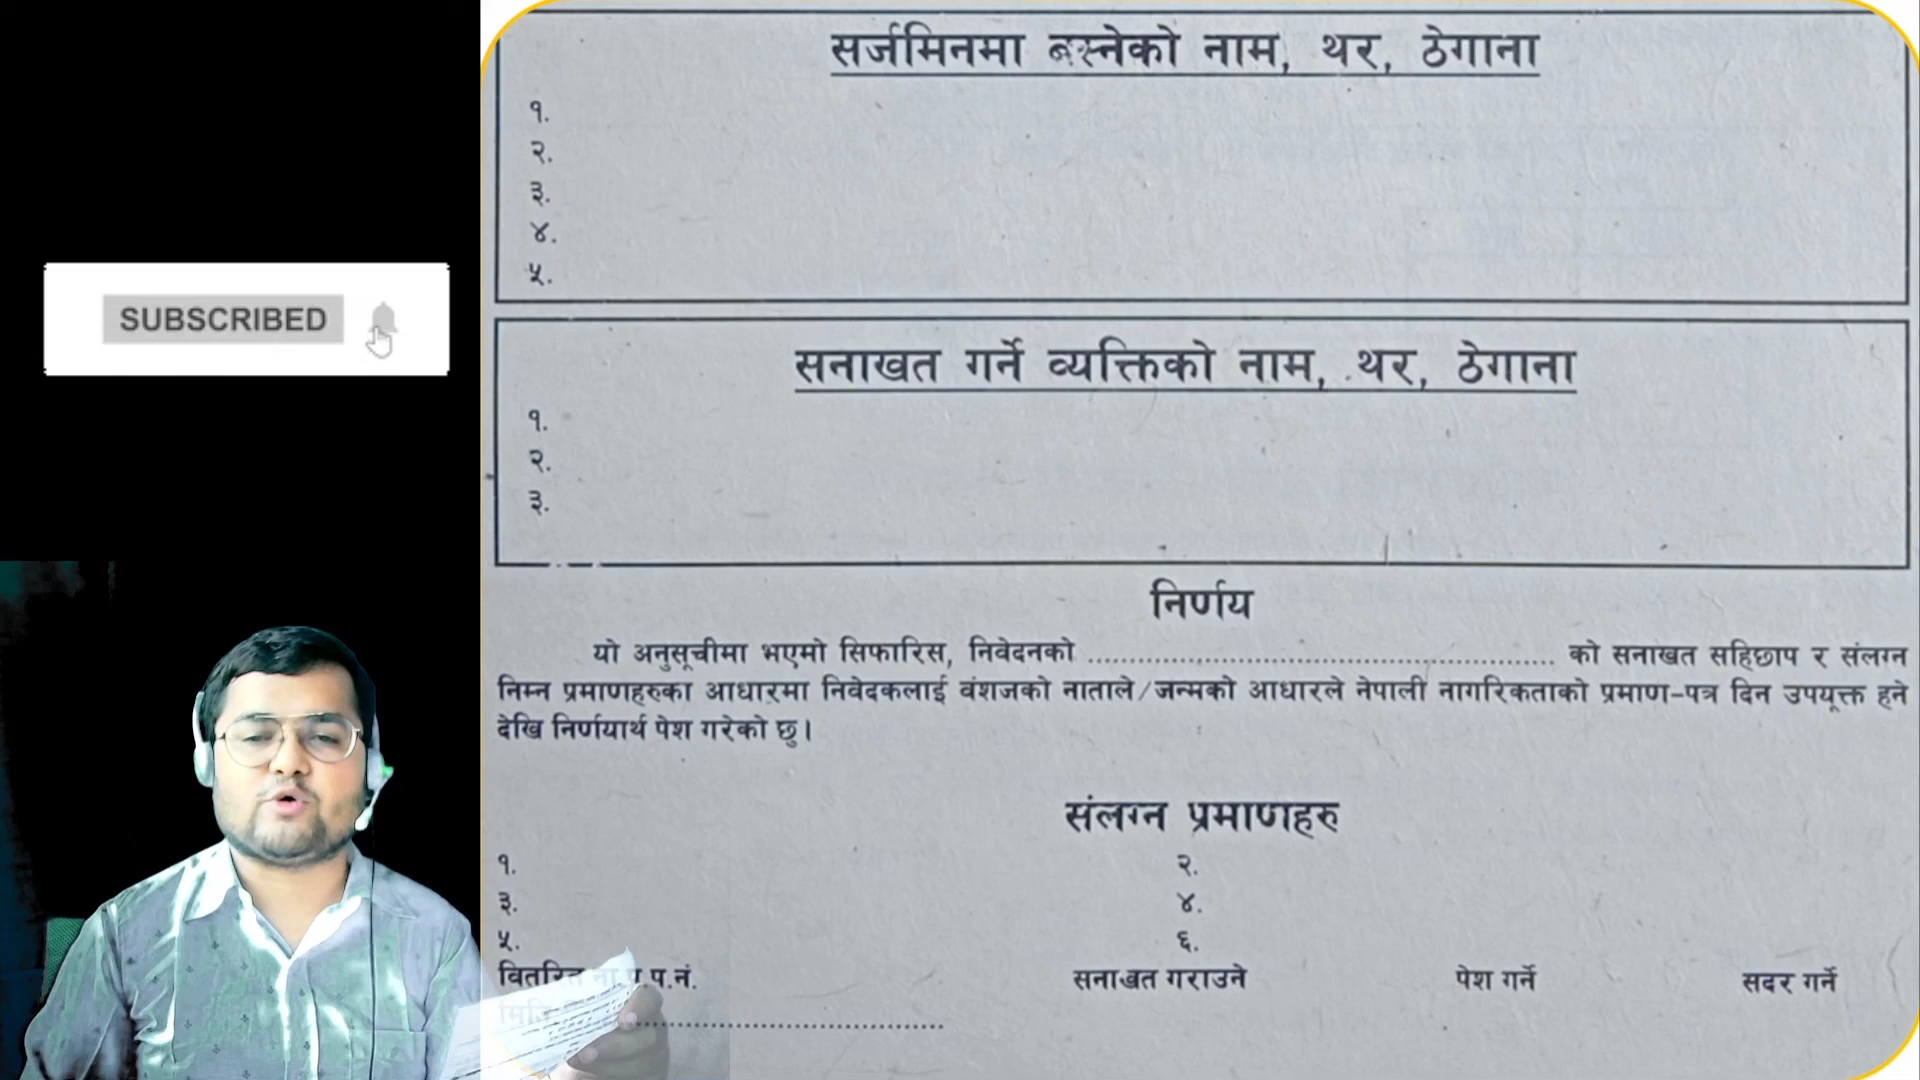 सर्जमिनमा बस्नेको नाम, थर, ठेगाना
१.
२.
३.
४.
५.
SUBSCRIBED
सनाखत गर्ने व्यक्तिको नाम, थर, ठेगाना
१.
२.
३.
निर्णय
यो अनुसूचीमा भएमो सिफारिस, निवेदनको ........................................................ को सनाखत सहिछाप र संलग्न
निम्न प्रमाणहरुका आधारमा निवेदकलाई वंशजको नाताले/जन्मको आधारले नेपाली नागरिकताको प्रमाण-पत्र दिन उपयूक्त हुने
देखि निर्णयार्थ पेश गरेको छु।
संलग्न प्रमाणहरु
१. २.
३. ४.
५. ६.
वितरित ना.प्र.प.नं. सनाखत गराउने पेश गर्ने सदर गर्ने